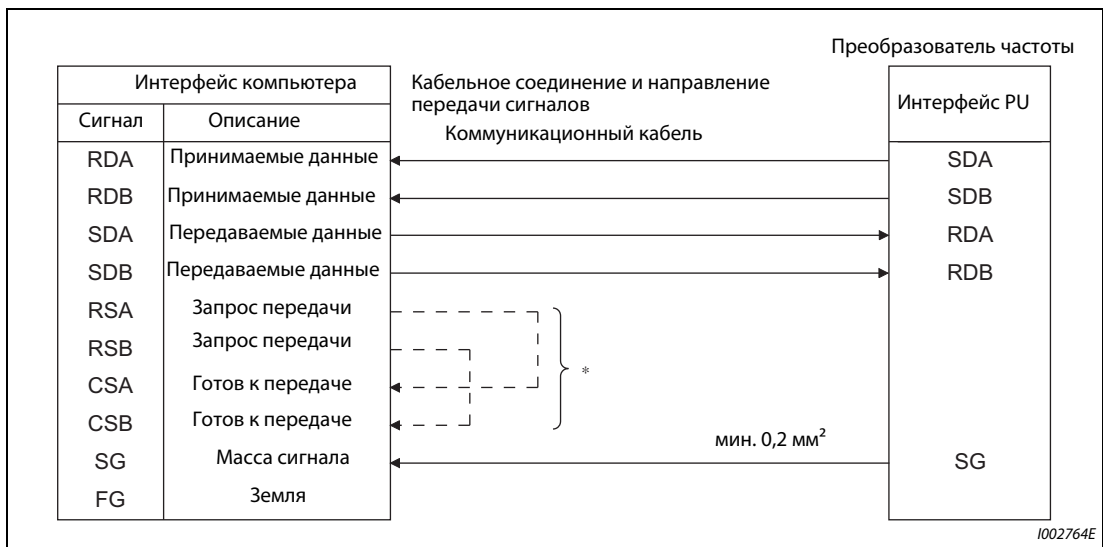 Преобразователь частоты
Интерфейс компьютера
Кабельное соединение и направление
передачи сигналов
Интерфейс PU
Сигнал Описание
Коммуникационный кабель
RDA Принимаемые данные SDA
RDB Принимаемые данные SDB
SDA Передаваемые данные RDA
SDB Передаваемые данные RDB
RSA Запрос передачи
RSB Запрос передачи
*
CSA Готов к передаче
CSB Готов к передаче
мин. 0,2 мм²
SG Масса сигнала SG
FG Земля
I002764E